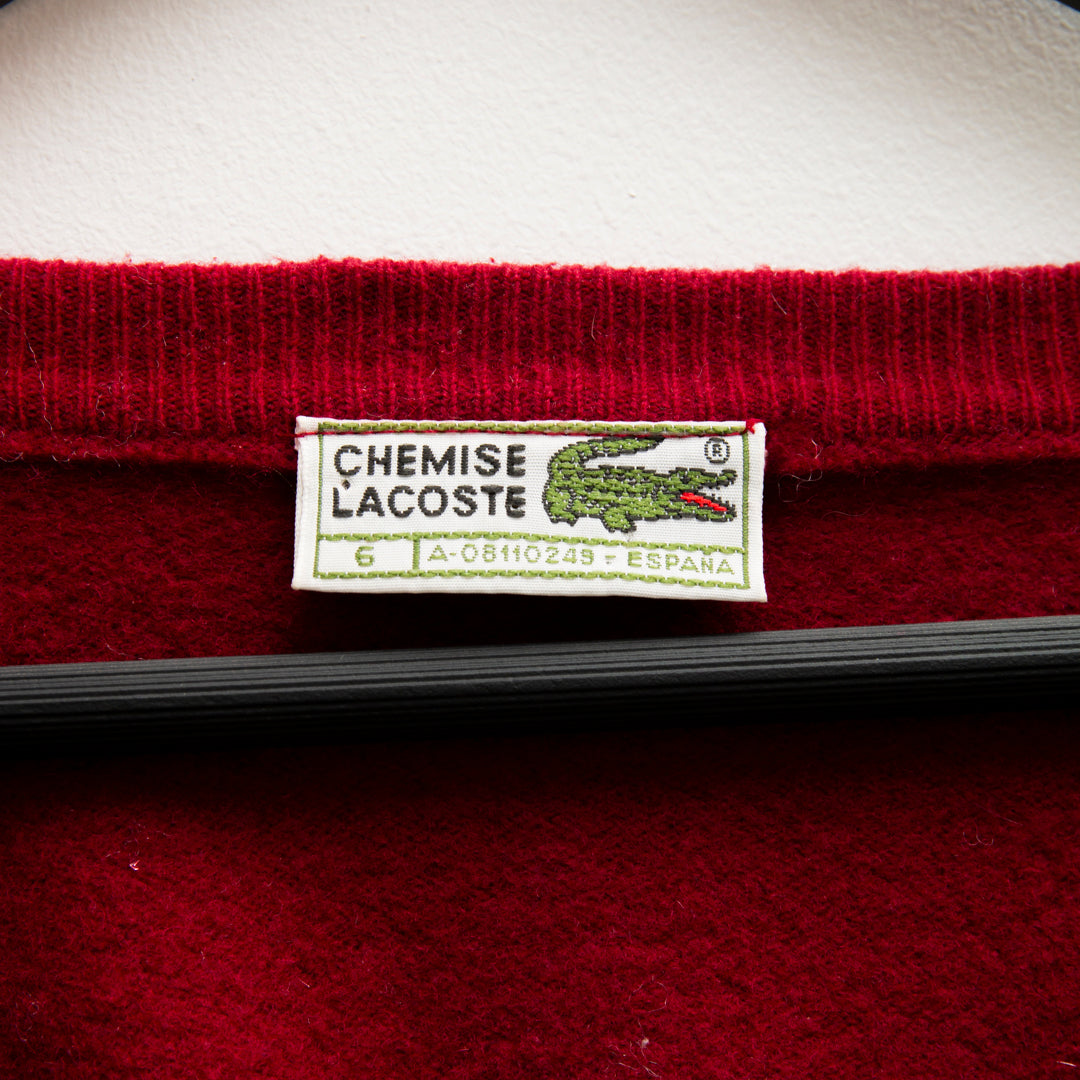 CHEMISE
LACOSTE
®
6
A-08110249 - ESPAÑA